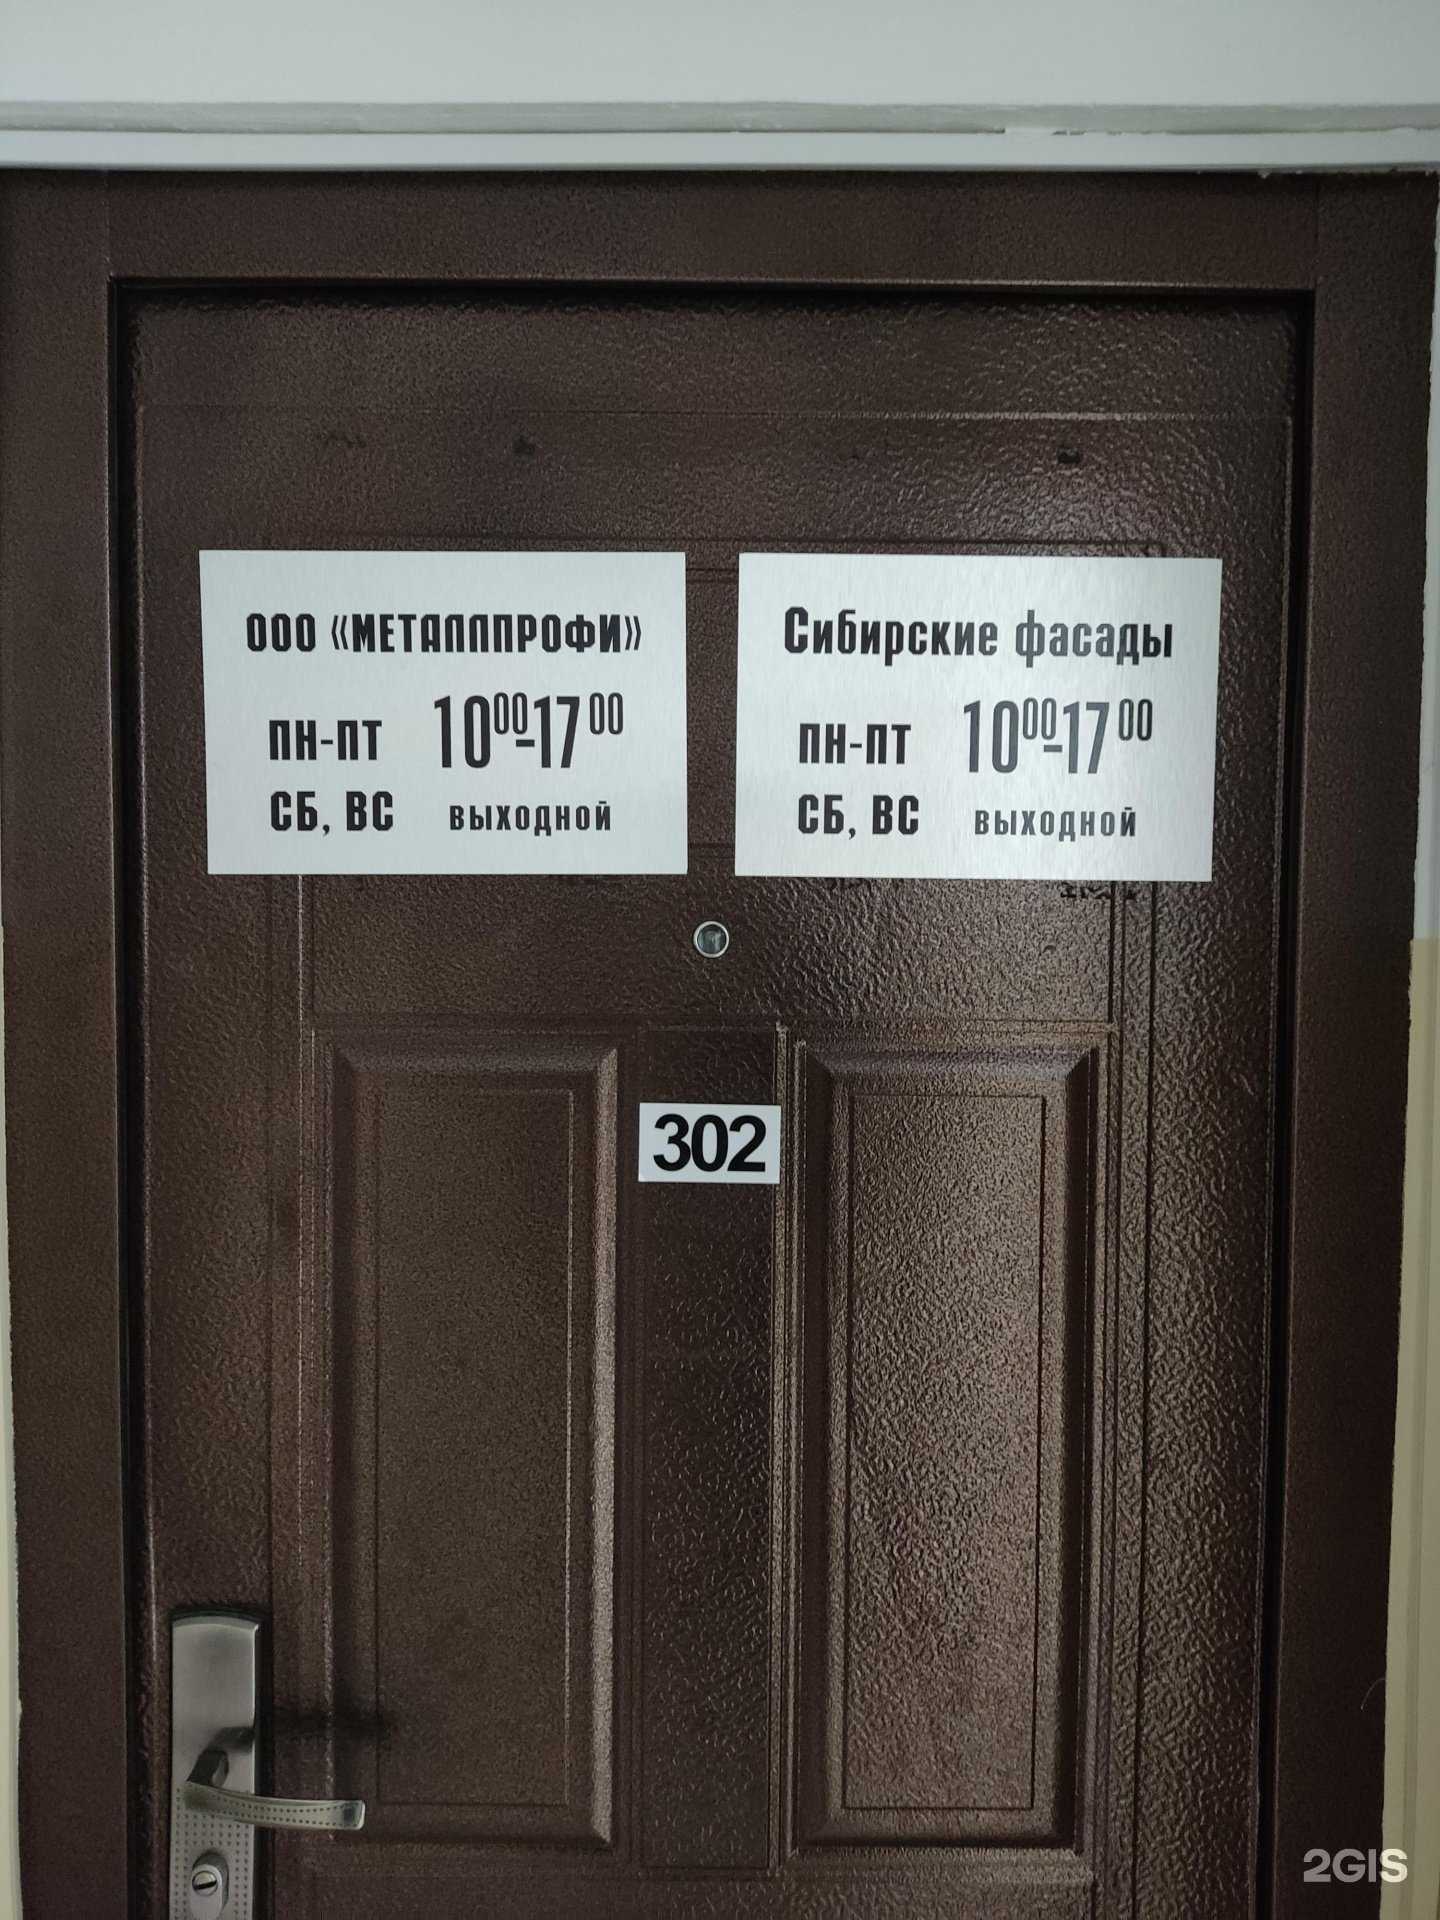 ООО «МЕТАЛЛПРОФИ»
ПН-ПТ 10⁰⁰-17⁰⁰
СБ, ВС выходной
Сибирские фасады
ПН-ПТ 10⁰⁰-17⁰⁰
СБ, ВС выходной
302
2GIS